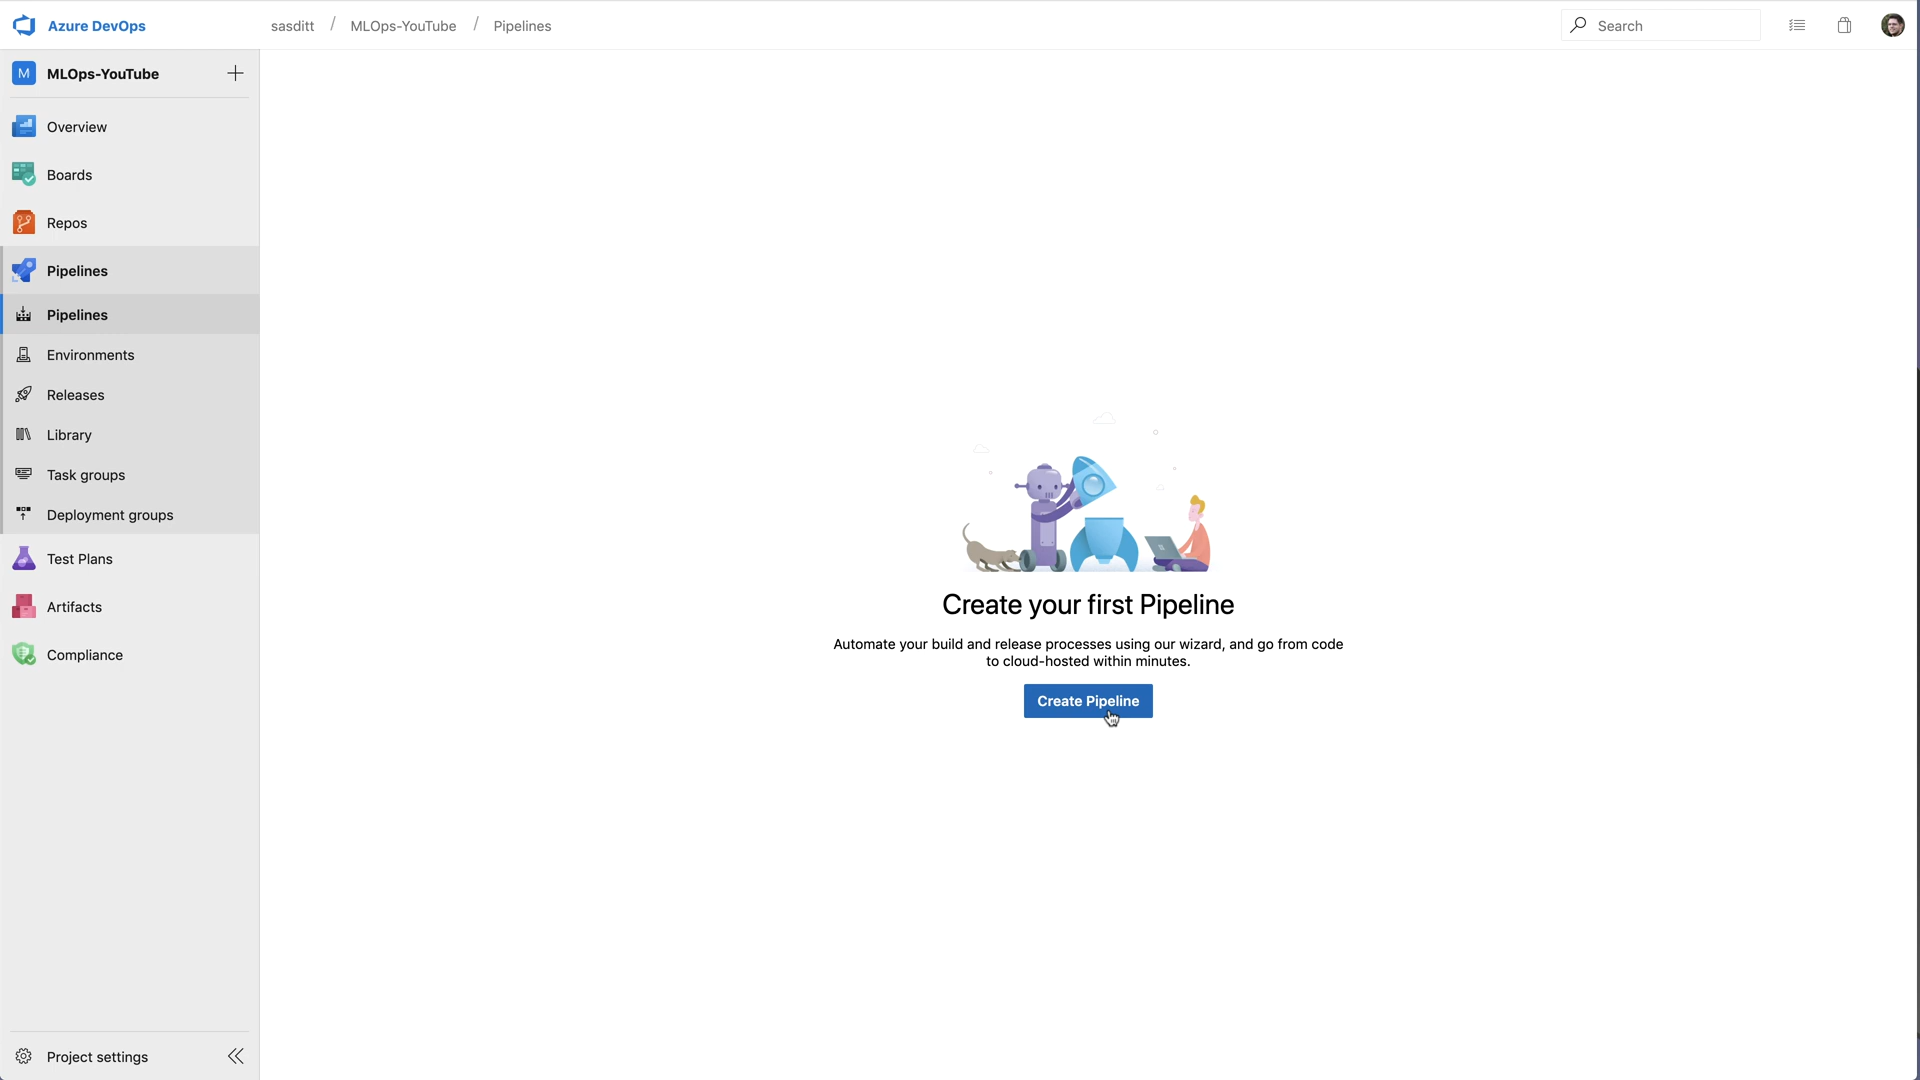 Azure DevOps
sasditt / MLOps-YouTube / Pipelines
Search
M MLOps-YouTube
Overview
Boards
Repos
Pipelines
Pipelines
Environments
Releases
Library
Task groups
Deployment groups
Test Plans
Artifacts
Compliance
Create your first Pipeline
Automate your build and release processes using our wizard, and go from code
to cloud-hosted within minutes.
Create Pipeline
Project settings